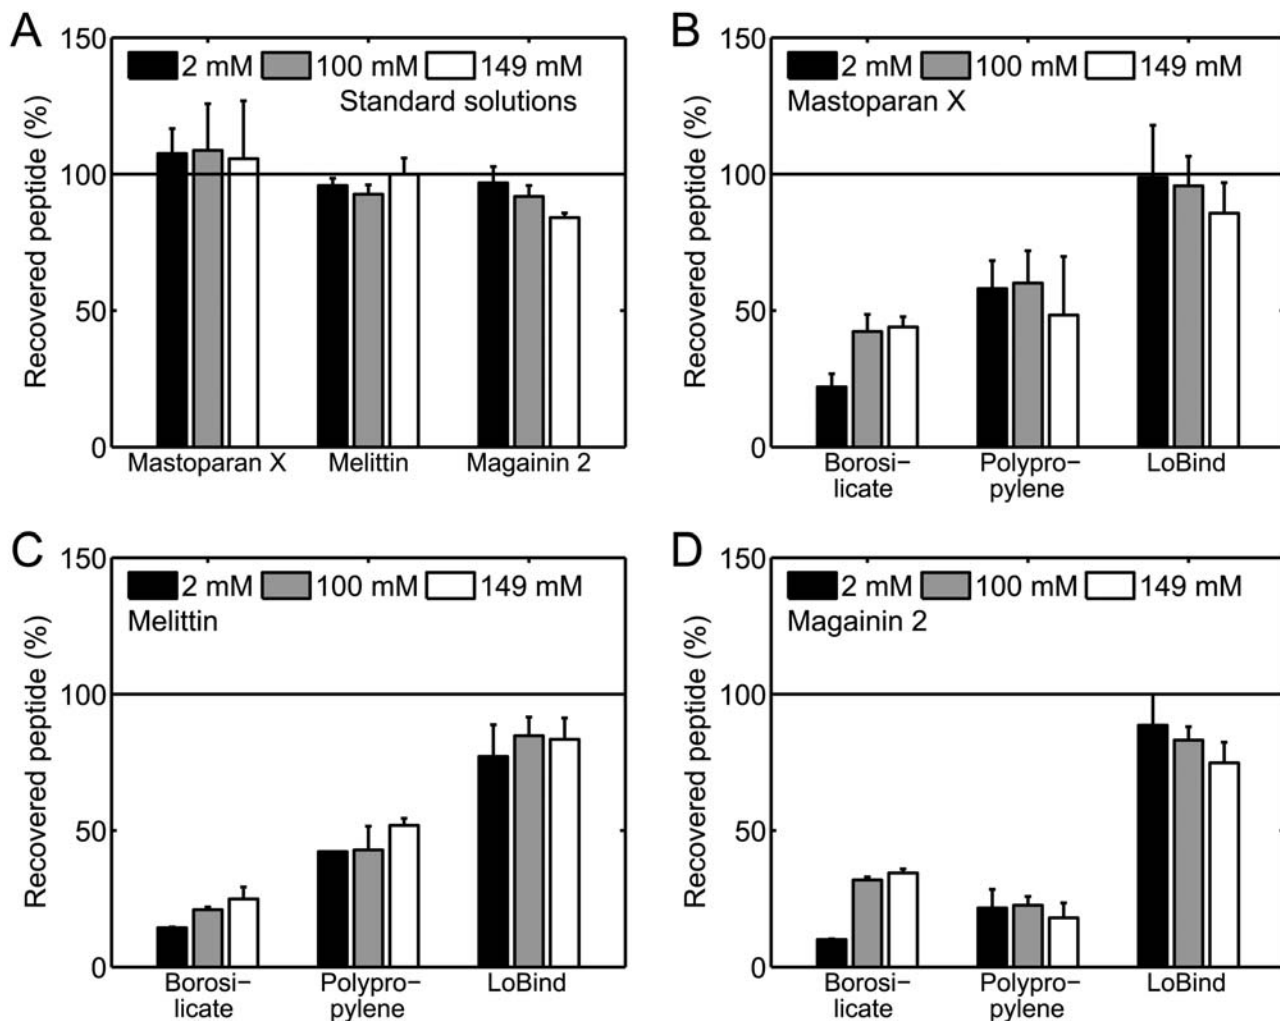 A
150
100
50
0
Recovered peptide (%)
2 mM 100 mM 149 mM
Standard solutions
Mastoparan X Melittin Magainin 2
B
150
100
50
0
Recovered peptide (%)
2 mM 100 mM 149 mM
Mastoparan X
Borosi− Polypro− LoBind
licate pylene
C
150
100
50
0
Recovered peptide (%)
2 mM 100 mM 149 mM
Melittin
Borosi− Polypro− LoBind
licate pylene
D
150
100
50
0
Recovered peptide (%)
2 mM 100 mM 149 mM
Magainin 2
Borosi− Polypro− LoBind
licate pylene